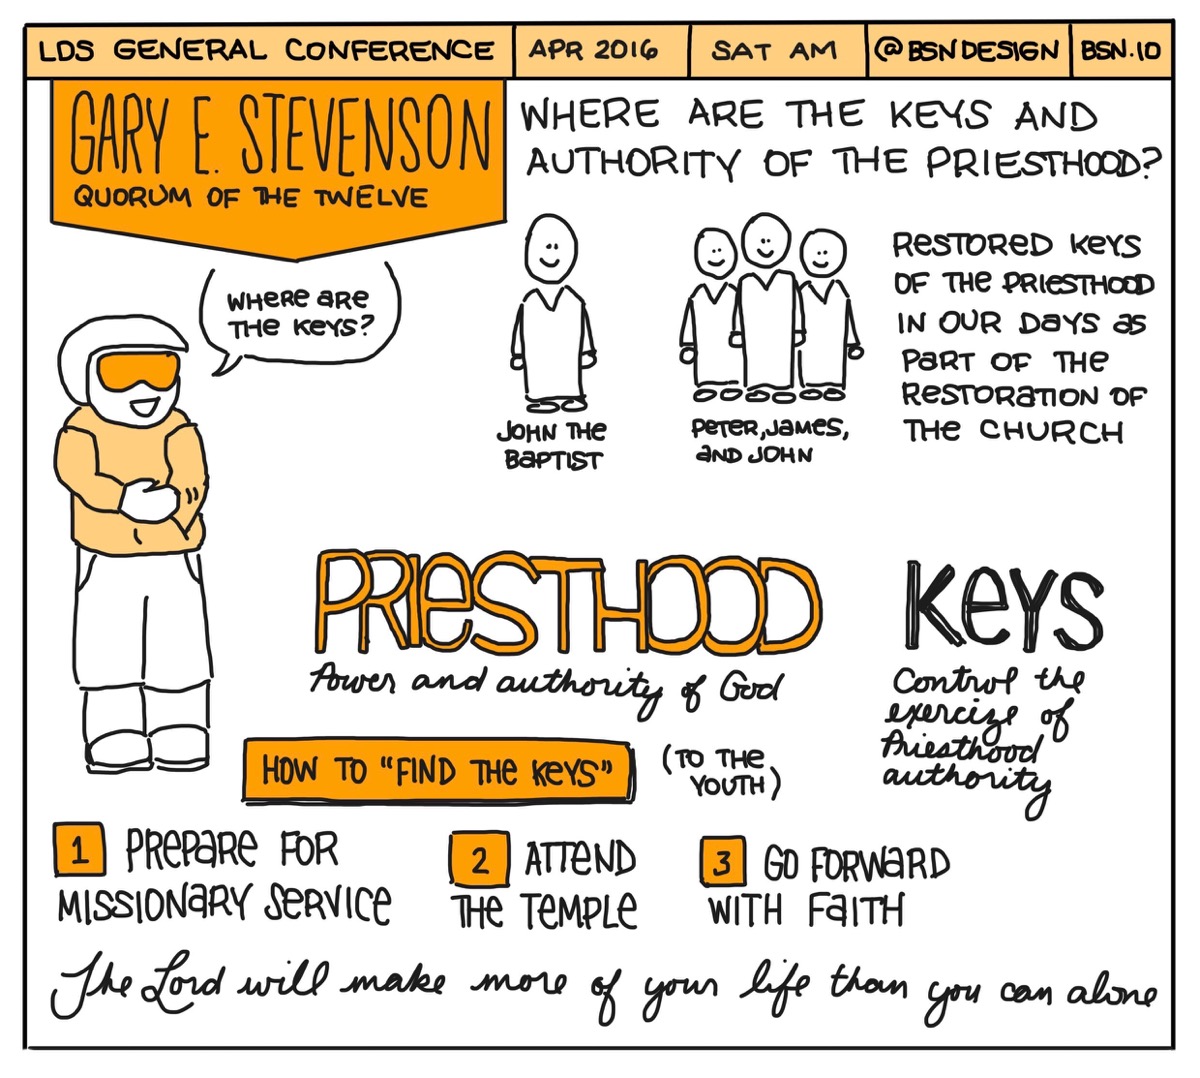 LDS GENERAL CONFERENCE
APR 2016
SAT AM
@BSNDESIGN
BSN.IO
GARY E. STEVENSON
QUORUM OF THE TWELVE
WHERE ARE THE KEYS AND
AUTHORITY OF THE PRIESTHOOD?
WHERE ARE
THE KEYS?
JOHN THE
BAPTIST
PETER, JAMES,
AND JOHN
RESTORED KEYS
OF THE PRIESTHOOD
IN OUR DAYS AS
PART OF THE
RESTORATION OF
THE CHURCH
PRIESTHOOD
Power and authority of God
KEYS
Control the
exercize of
Priesthood
authority
HOW TO "FIND THE KEYS"
(TO THE
YOUTH)
1 PREPARE FOR
MISSIONARY SERVICE
2 ATTEND
THE TEMPLE
3 GO FORWARD
WITH FAITH
The Lord will make more of your life than you can alone